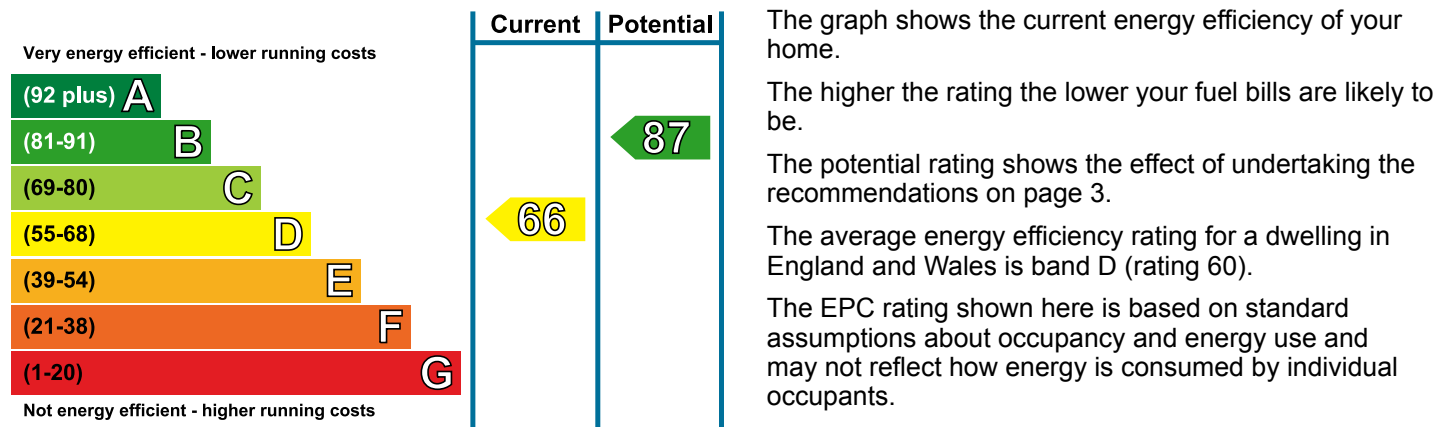 Current Potential
Very energy efficient - lower running costs
(92 plus) A
(81-91) B
87
(69-80) C
66
(55-68) D
(39-54) E
(21-38) F
(1-20) G
Not energy efficient - higher running costs
The graph shows the current energy efficiency of your
home.
The higher the rating the lower your fuel bills are likely to
be.
The potential rating shows the effect of undertaking the
recommendations on page 3.
The average energy efficiency rating for a dwelling in
England and Wales is band D (rating 60).
The EPC rating shown here is based on standard
assumptions about occupancy and energy use and
may not reflect how energy is consumed by individual
occupants.